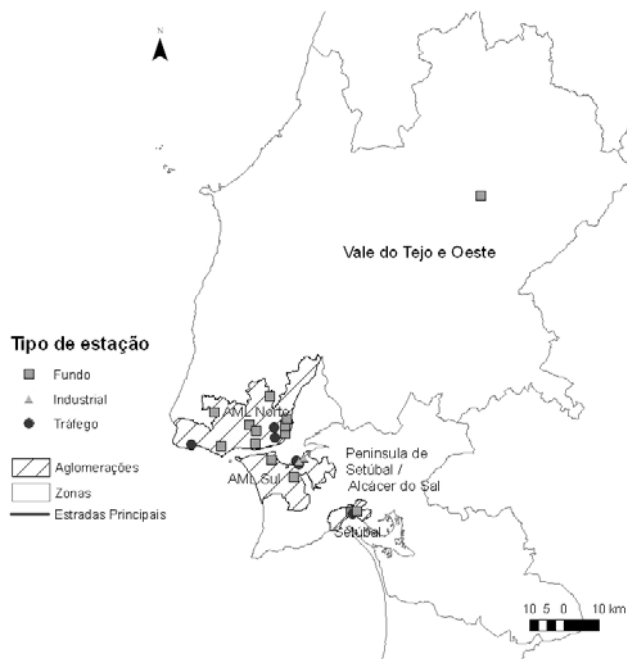 N
Vale do Tejo e Oeste
Tipo de estação
Fundo
Industrial
Tráfego
Aglomerações
Zonas
Estradas Principais
AML Norte
AML Sul
Península de
Setúbal /
Alcácer do Sal
Setúbal
10 5 0 10 km